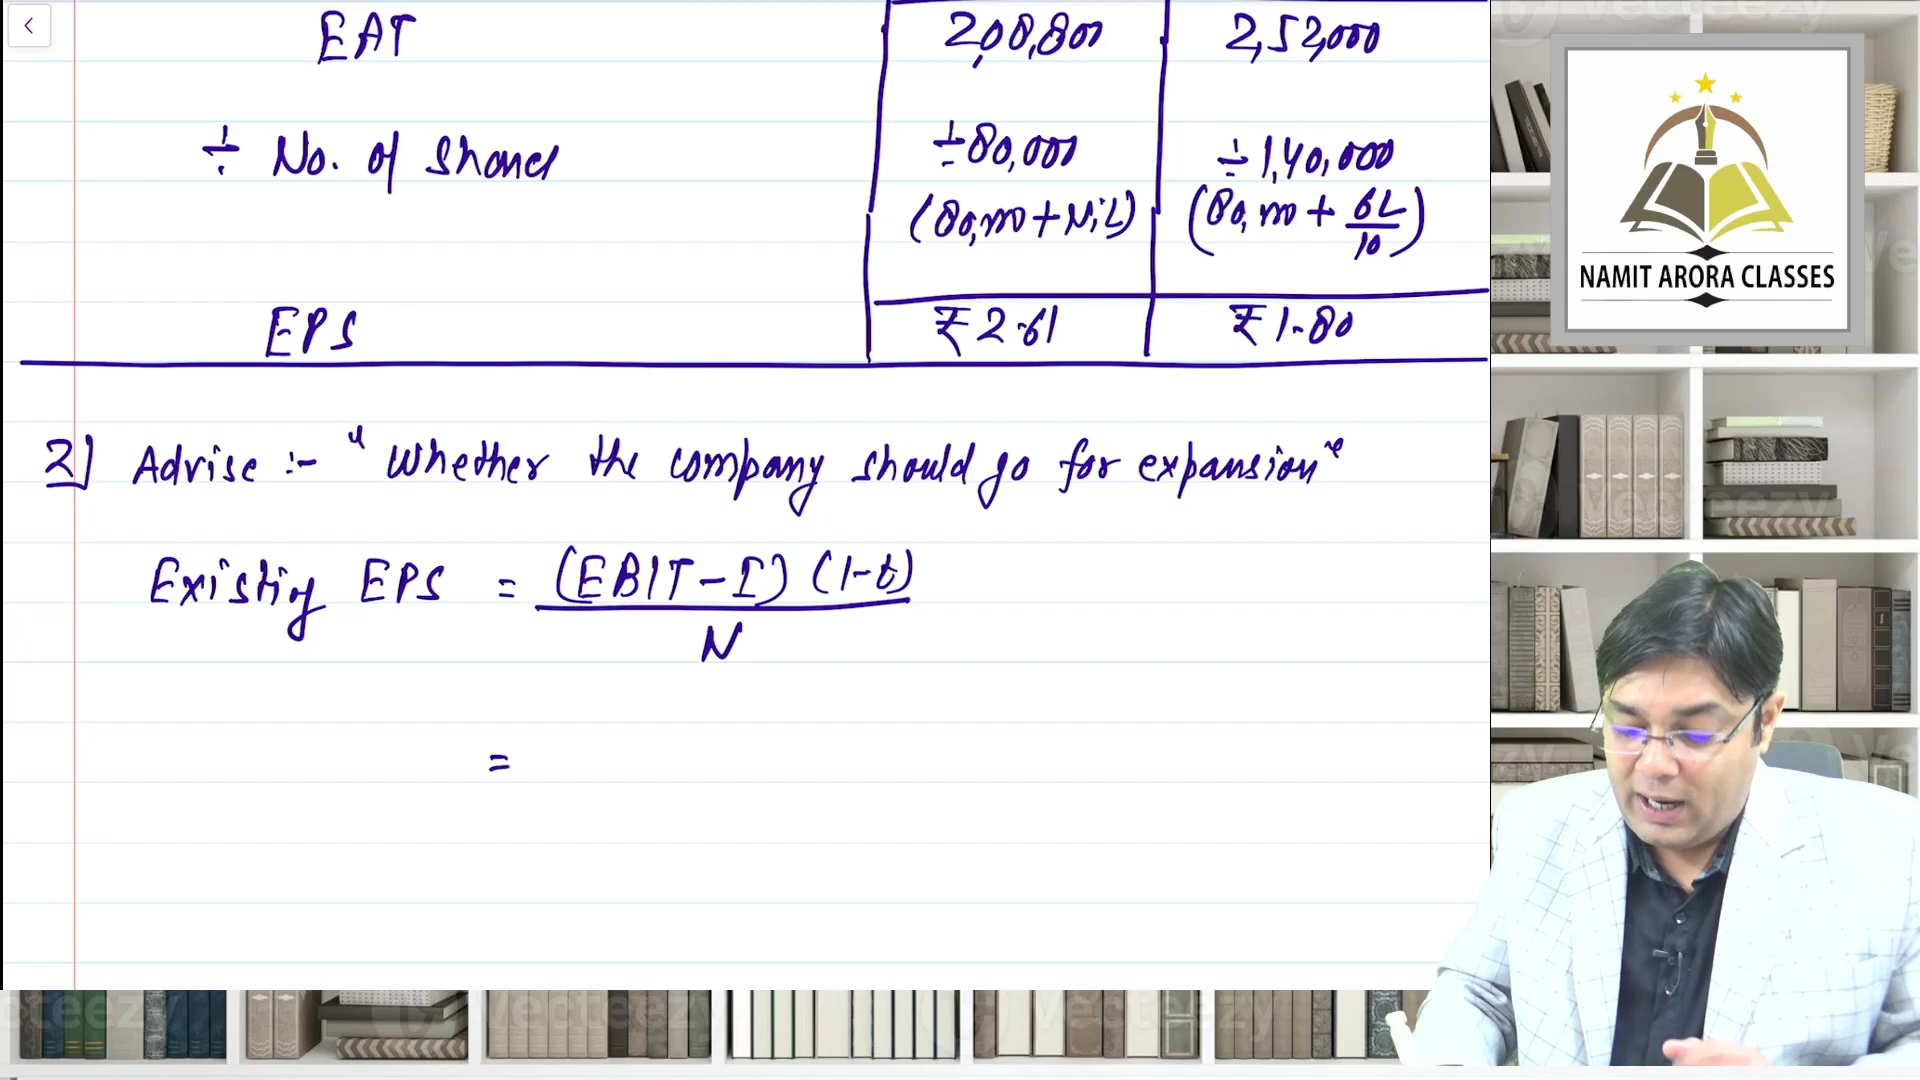 EAT 2,08,800 2,52,000
÷ No. of Shares ÷80,000 ÷1,40,000
(80,000 + Nil) (80,000 + 6L/10)
EPS ₹2.61 ₹1.80
2] Advise :- "Whether the company should go for expansion"
Existing EPS = (EBIT-I) (1-t)
N
=
NAMIT ARORA CLASSES
Vecteezy
vecteezy